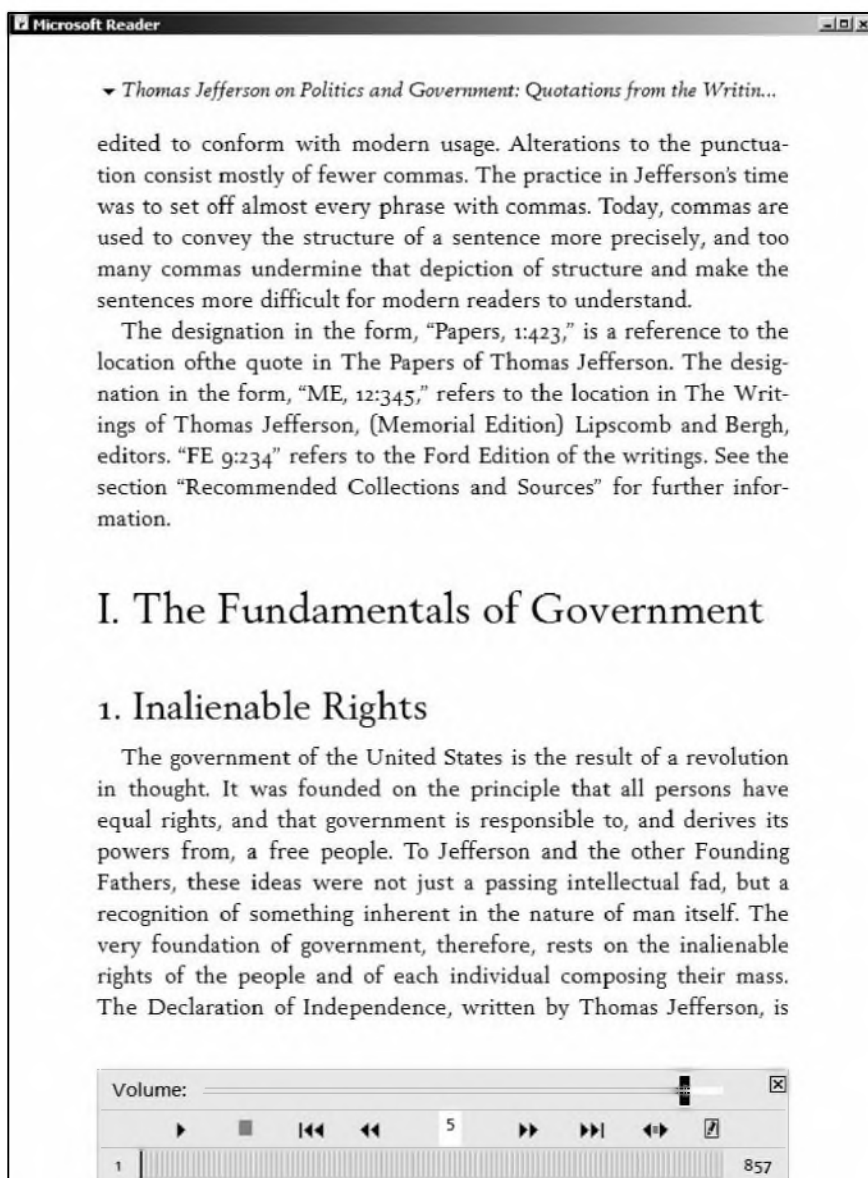 Microsoft Reader
Thomas Jefferson on Politics and Government: Quotations from the Writin...
edited to conform with modern usage. Alterations to the punctua-
tion consist mostly of fewer commas. The practice in Jefferson's time
was to set off almost every phrase with commas. Today, commas are
used to convey the structure of a sentence more precisely, and too
many commas undermine that depiction of structure and make the
sentences more difficult for modern readers to understand.
The designation in the form, “Papers, 1:423,” is a reference to the
location ofthe quote in The Papers of Thomas Jefferson. The desig-
nation in the form, “ME, 12:345,” refers to the location in The Writ-
ings of Thomas Jefferson, (Memorial Edition) Lipscomb and Bergh,
editors. “FE 9:234” refers to the Ford Edition of the writings. See the
section “Recommended Collections and Sources” for further infor-
mation.
I. The Fundamentals of Government
1. Inalienable Rights
The government of the United States is the result of a revolution
in thought. It was founded on the principle that all persons have
equal rights, and that government is responsible to, and derives its
powers from, a free people. To Jefferson and the other Founding
Fathers, these ideas were not just a passing intellectual fad, but a
recognition of something inherent in the nature of man itself. The
very foundation of government, therefore, rests on the inalienable
rights of the people and of each individual composing their mass.
The Declaration of Independence, written by Thomas Jefferson, is
Volume:
5
1 857